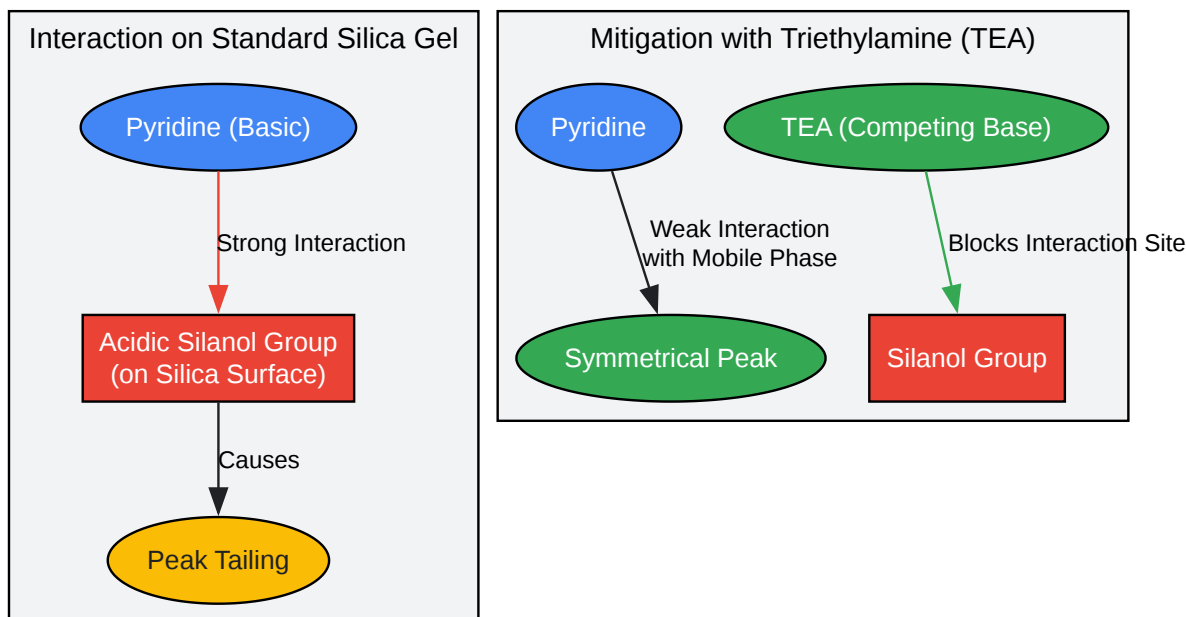 Interaction on Standard Silica Gel
Pyridine (Basic)
Strong Interaction
Acidic Silanol Group
(on Silica Surface)
Causes
Peak Tailing
Mitigation with Triethylamine (TEA)
Pyridine
TEA (Competing Base)
Weak Interaction
with Mobile Phase
Blocks Interaction Site
Symmetrical Peak
Silanol Group